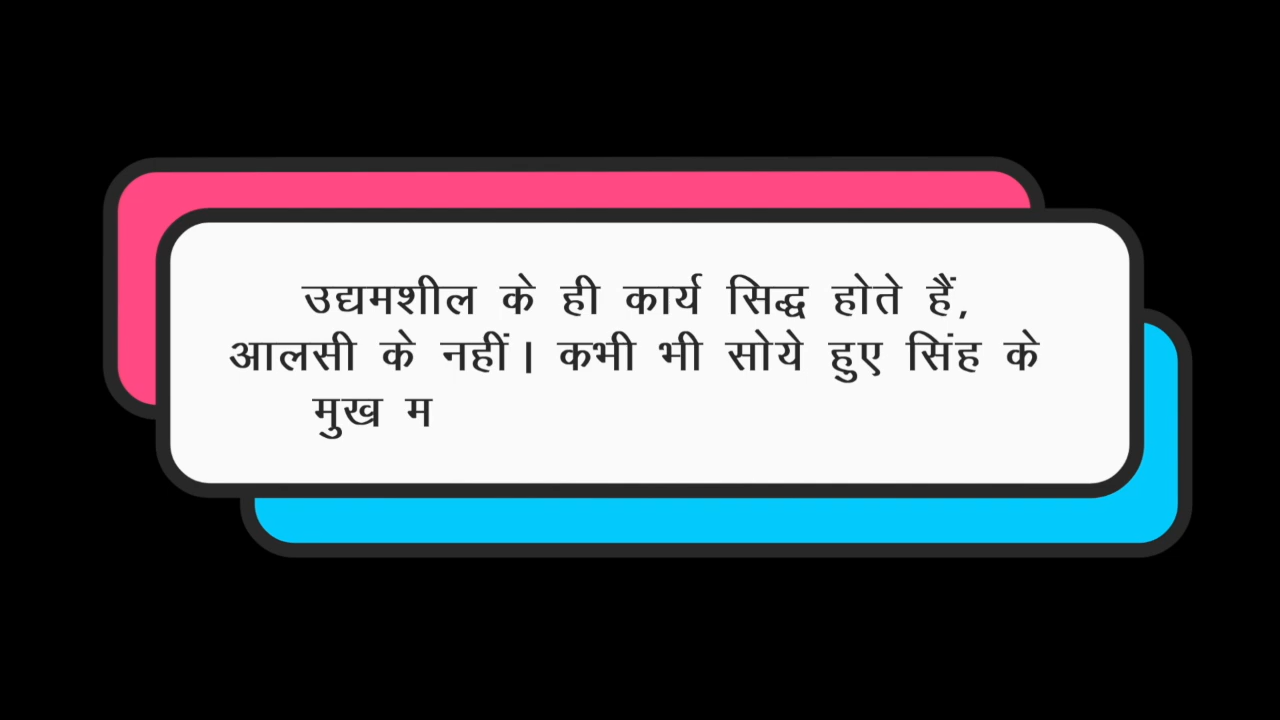 उद्यमशील के ही कार्य सिद्ध होते हैं,
आलसी के नहीं। कभी भी सोये हुए सिंह के
मुख म